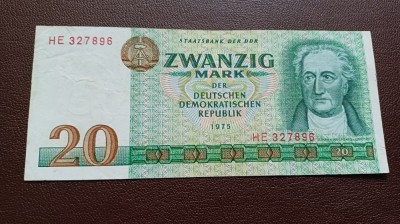 STAATSBANK DER DDR
HE 327896
ZWANZIG
MARK
DER
DEUTSCHEN
DEMOKRATISCHEN
REPUBLIK
1975
HE 327896
20
20